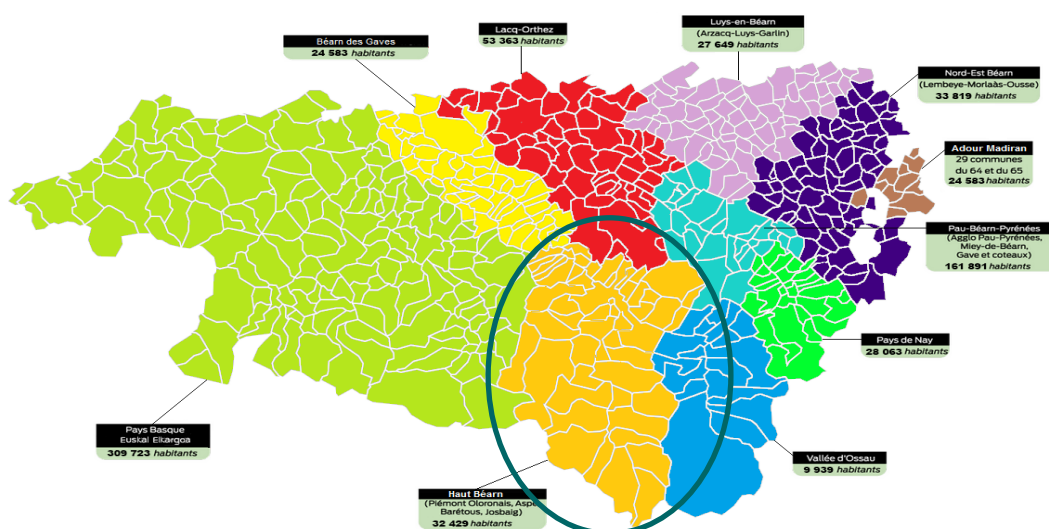 Béarn des Gaves
24 583 habitants
Lacq-Orthez
53 363 habitants
Luys-en-Béarn
(Arzacq-Luys-Garlin)
27 649 habitants
Nord-Est Béarn
(Lembeye-Morlaàs-Ousse)
33 819 habitants
Adour Madiran
29 communes
du 64 et du 65
24 583 habitants
Pau-Béarn-Pyrénées
(Agglo Pau-Pyrénées,
Miey-de-Béarn,
Gave et coteaux)
161 891 habitants
Pays de Nay
28 063 habitants
Vallée d'Ossau
9 939 habitants
Pays Basque
Euskal Elkargoa
309 723 habitants
Haut Béarn
(Piémont Oloronais, Aspe
Barétous, Josbaig)
32 429 habitants